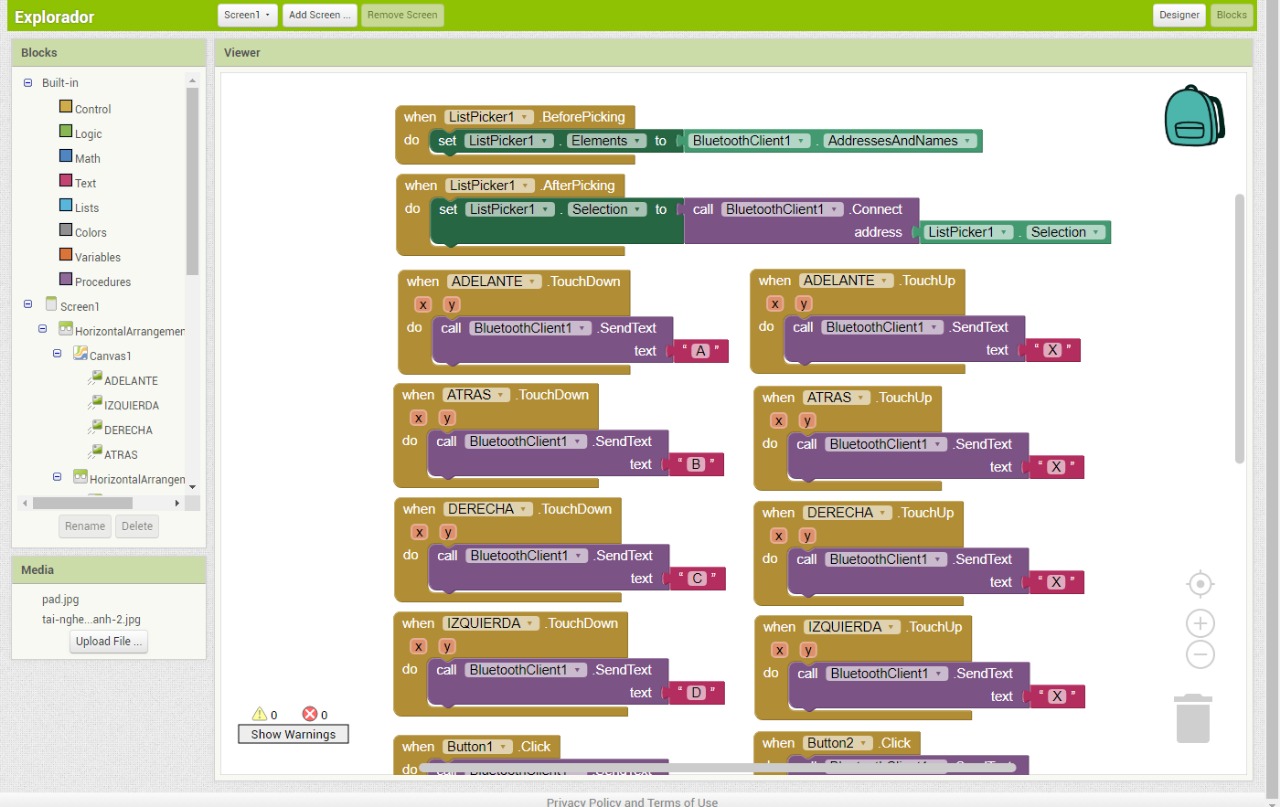 Explorador
Screen1
Add Screen ...
Remove Screen
Designer
Blocks
Blocks
Viewer
Built-in
Control
Logic
Math
Text
Lists
Colors
Variables
Procedures
Screen1
HorizontalArrangemen
Canvas1
ADELANTE
IZQUIERDA
DERECHA
ATRAS
HorizontalArrangemen
Rename
Delete
Media
pad.jpg
tai-nghe...anh-2.jpg
Upload File ...
when ListPicker1 .BeforePicking
do set ListPicker1 . Elements to BluetoothClient1 . AddressesAndNames
when ListPicker1 .AfterPicking
do set ListPicker1 . Selection to call BluetoothClient1 .Connect
address ListPicker1 . Selection
when ADELANTE .TouchDown
x y
do call BluetoothClient1 .SendText
text “ A ”
when ADELANTE .TouchUp
x y
do call BluetoothClient1 .SendText
text “ X ”
when ATRAS .TouchDown
x y
do call BluetoothClient1 .SendText
text “ B ”
when ATRAS .TouchUp
x y
do call BluetoothClient1 .SendText
text “ X ”
when DERECHA .TouchDown
x y
do call BluetoothClient1 .SendText
text “ C ”
when DERECHA .TouchUp
x y
do call BluetoothClient1 .SendText
text “ X ”
when IZQUIERDA .TouchDown
x y
do call BluetoothClient1 .SendText
text “ D ”
when IZQUIERDA .TouchUp
x y
do call BluetoothClient1 .SendText
text “ X ”
when Button1 .Click
do
when Button2 .Click
0 0
Show Warnings
Privacy Policy and Terms of Use